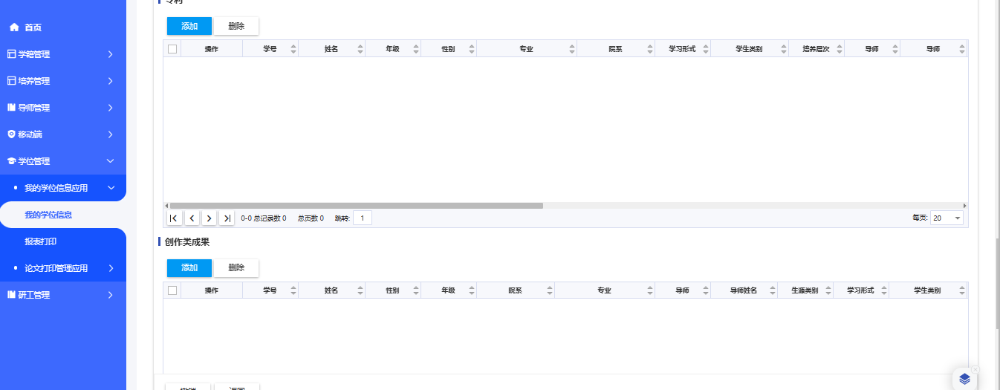 专利
添加 删除
首页
学籍管理
培养管理
导师管理
移动端
学位管理
我的学位信息应用
我的学位信息
报表打印
论文打印管理应用
研工管理
操作 学号 姓名 年级 性别 专业 院系 学习形式 学生类别 培养层次 导师 导师
0-0 总记录数 0 总页数 0 跳转: 1 每页: 20
创作类成果
添加 删除
操作 学号 姓名 性别 年级 院系 专业 导师 导师姓名 生源类别 学习形式 学生类别
返回